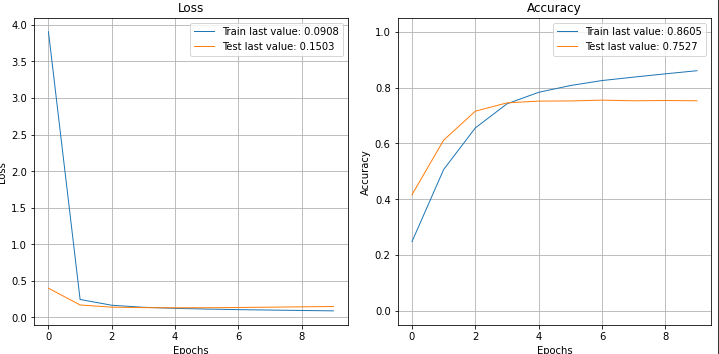 Loss
Train last value: 0.0908
Test last value: 0.1503
4.0
3.5
3.0
2.5
2.0
1.5
1.0
0.5
0.0
Loss
0 2 4 6 8
Epochs
Accuracy
Train last value: 0.8605
Test last value: 0.7527
1.0
0.8
0.6
0.4
0.2
0.0
Accuracy
0 2 4 6 8
Epochs